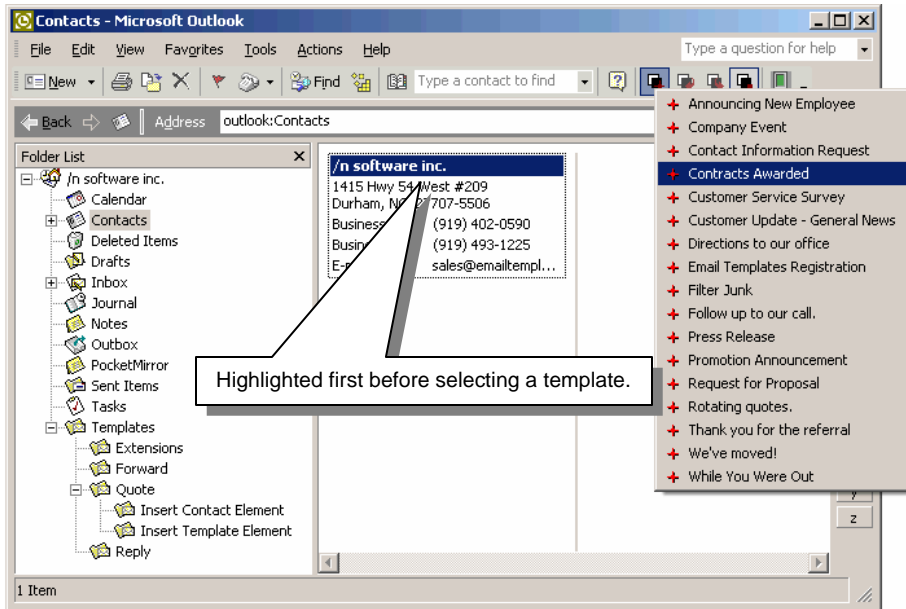 Contacts - Microsoft Outlook
File Edit View Favorites Tools Actions Help Type a question for help
New Find Type a contact to find
Back Address outlook:Contacts
Folder List
/n software inc.
Calendar
Contacts
Deleted Items
Drafts
Inbox
Journal
Notes
Outbox
PocketMirror
Sent Items
Tasks
Templates
Extensions
Forward
Quote
Insert Contact Element
Insert Template Element
Reply
/n software inc.
1415 Hwy 54 West #209
Durham, NC 27707-5506
Business (919) 402-0590
(919) 493-1225
sales@emailtempl...
Highlighted first before selecting a template.
Announcing New Employee
Company Event
Contact Information Request
Contracts Awarded
Customer Service Survey
Customer Update - General News
Directions to our office
Email Templates Registration
Filter Junk
Follow up to our call.
Press Release
Promotion Announcement
Request for Proposal
Rotating quotes.
Thank you for the referral
We've moved!
While You Were Out
y
z
1 Item